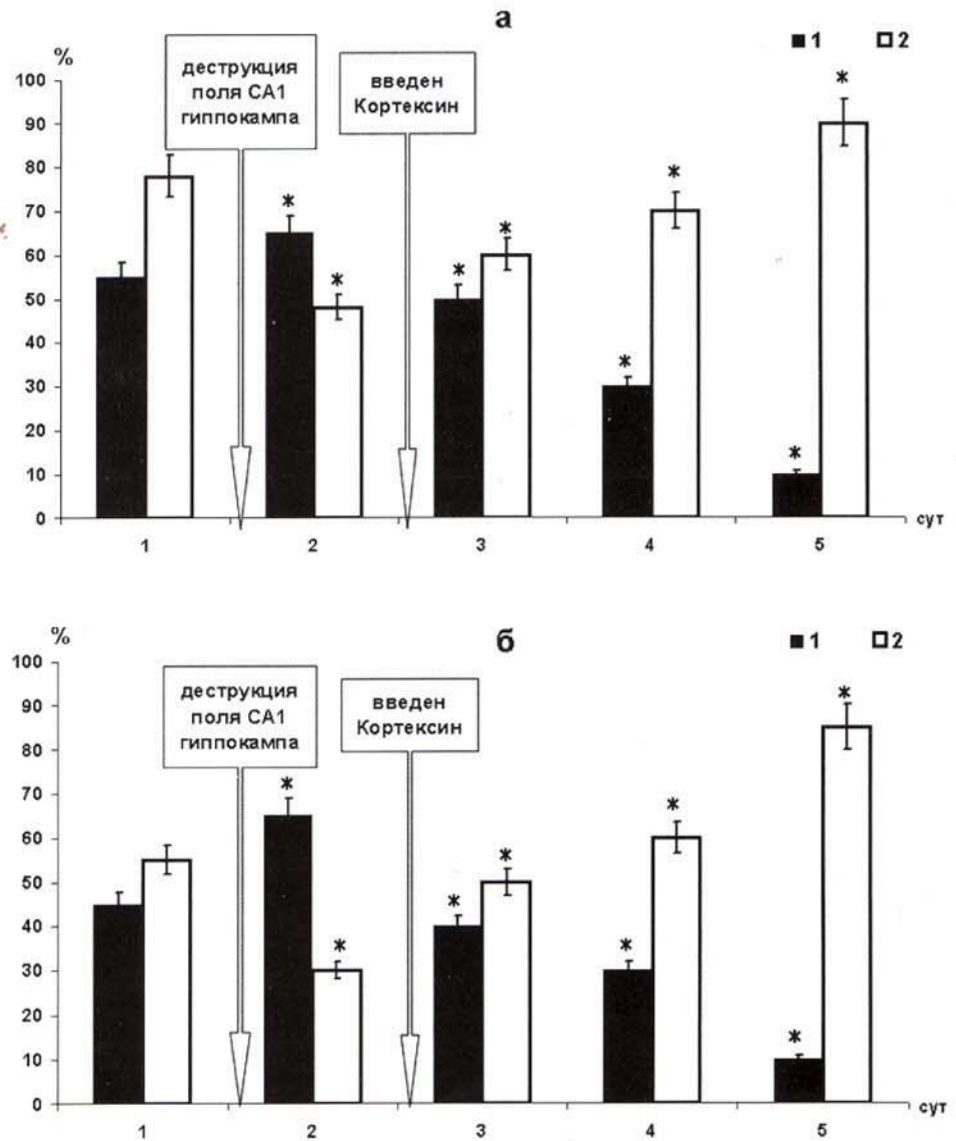 а
■ 1 □ 2
%
деструкция
поля СА1
гиппокампа
введен
Кортексин
100
90
80
70
60
50
40
30
20
10
0
* * * * * * * *
1 2 3 4 5
сут
б
■ 1 □ 2
%
деструкция
поля СА1
гиппокампа
введен
Кортексин
100
90
80
70
60
50
40
30
20
10
0
* * * * * * * *
1 2 3 4 5
сут